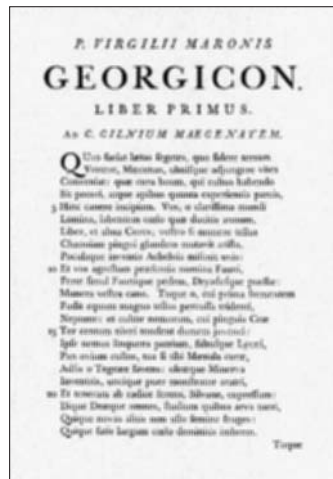 P. VIRGILII MARONIS
GEORGICON.
LIBER PRIMUS.
AD C. CILNIUM MAECENATEM.
QUid faciat lætas segetes, quo sidere terram
Vertere, Mæcenas, ulmisque adjungere vites
Conveniat: quæ cura boum, qui cultus habendo
Sit pecori, atque apibus quanta experientia parcis,
5 Hinc canere incipiam. Vos, o clarissima mundi
Lumina, labentem cælo quæ ducitis annum,
Liber, et alma Ceres; vestro si munere tellus
Chaoniam pingui glandem mutavit arista,
Poculaque inventis Acheloia miscuit uvis:
10 Et vos agrestum præsentia numina Fauni,
Ferte simul Faunique pedem, Dryadesque puellæ:
Munera vestra cano. Tuque o, cui prima frementem
Fudit equum magno tellus percussa tridenti,
Neptune: et cultor nemorum, cui pinguia Cææ
15 Ter centum nivei tondent dumeta juvenci:
Ipse nemus linquens patrium, saltusque Lycæi,
Pan ovium custos, tua si tibi Mænala curæ,
Adsis o Tegeæe favens: oleæque Minerva
Inventrix, uncique puer monstrator aratri,
20 Et teneram ab radice ferens, Silvane, cupressum:
Dique Deæque omnes, studium quibus arva tueri,
Quique novas alitis non ullo semine fruges:
Quique satis largum cælo demittitis imbrem.
Tuque